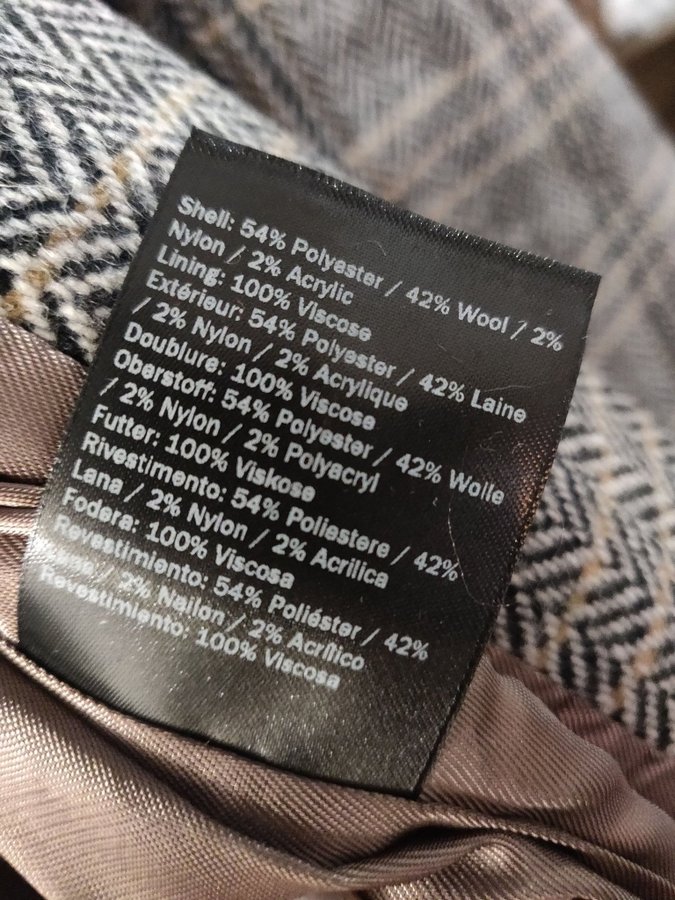 Shell: 54% Polyester / 42% Wool / 2%
Nylon / 2% Acrylic
Lining: 100% Viscose
Extérieur: 54% Polyester / 42% Laine
/ 2% Nylon / 2% Acrylique
Doublure: 100% Viscose
Oberstoff: 54% Polyester / 42% Wolle
/ 2% Nylon / 2% Polyacryl
Futter: 100% Viskose
Rivestimento: 54% Poliestere / 42%
Lana / 2% Nylon / 2% Acrilica
Fodera: 100% Viscosa
Revestimiento: 54% Poliéster / 42%
/ 2% Nailon / 2% Acrílico
Revestimiento: 100% Viscosa